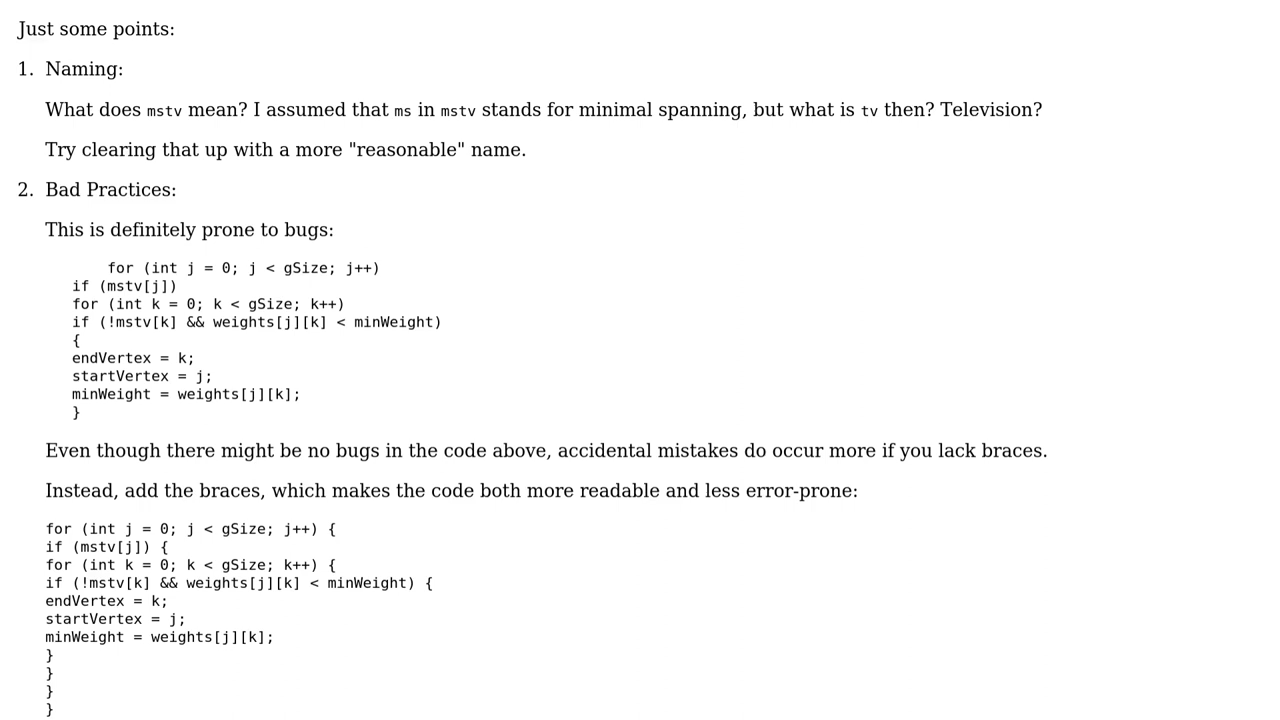 Just some points:
1. Naming:
What does mstv mean? I assumed that ms in mstv stands for minimal spanning, but what is tv then? Television?
Try clearing that up with a more "reasonable" name.
2. Bad Practices:
This is definitely prone to bugs:
    for (int j = 0; j < gSize; j++)
if (mstv[j])
for (int k = 0; k < gSize; k++)
if (!mstv[k] && weights[j][k] < minWeight)
{
endVertex = k;
startVertex = j;
minWeight = weights[j][k];
}
Even though there might be no bugs in the code above, accidental mistakes do occur more if you lack braces.
Instead, add the braces, which makes the code both more readable and less error-prone:
for (int j = 0; j < gSize; j++) {
if (mstv[j]) {
for (int k = 0; k < gSize; k++) {
if (!mstv[k] && weights[j][k] < minWeight) {
endVertex = k;
startVertex = j;
minWeight = weights[j][k];
}
}
}
}